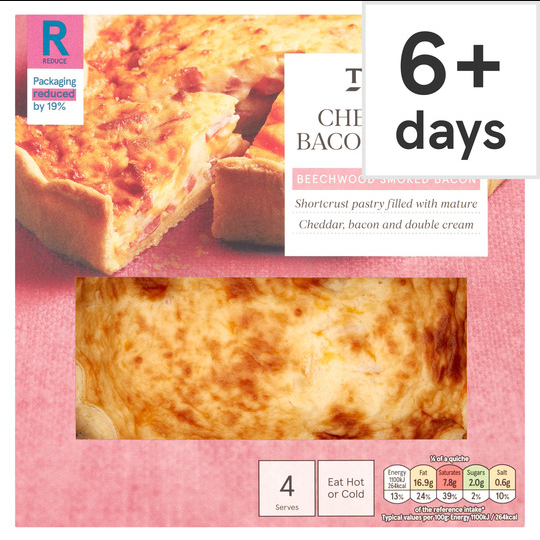 R
REDUCE
Packaging
reduced
by 19%
6+
days
BEECHWOOD SMOKED BACON
Shortcrust pastry filled with mature
Cheddar, bacon and double cream
4
Serves
Eat Hot
or Cold
¼ of a quiche
Energy 1100kJ 264kcal 13%
Fat 16.9g 24%
Saturates 7.8g 39%
Sugars 2.0g 2%
Salt 0.6g 10%
of the reference intake*
Typical values per 100g: Energy 1100kJ / 264kcal